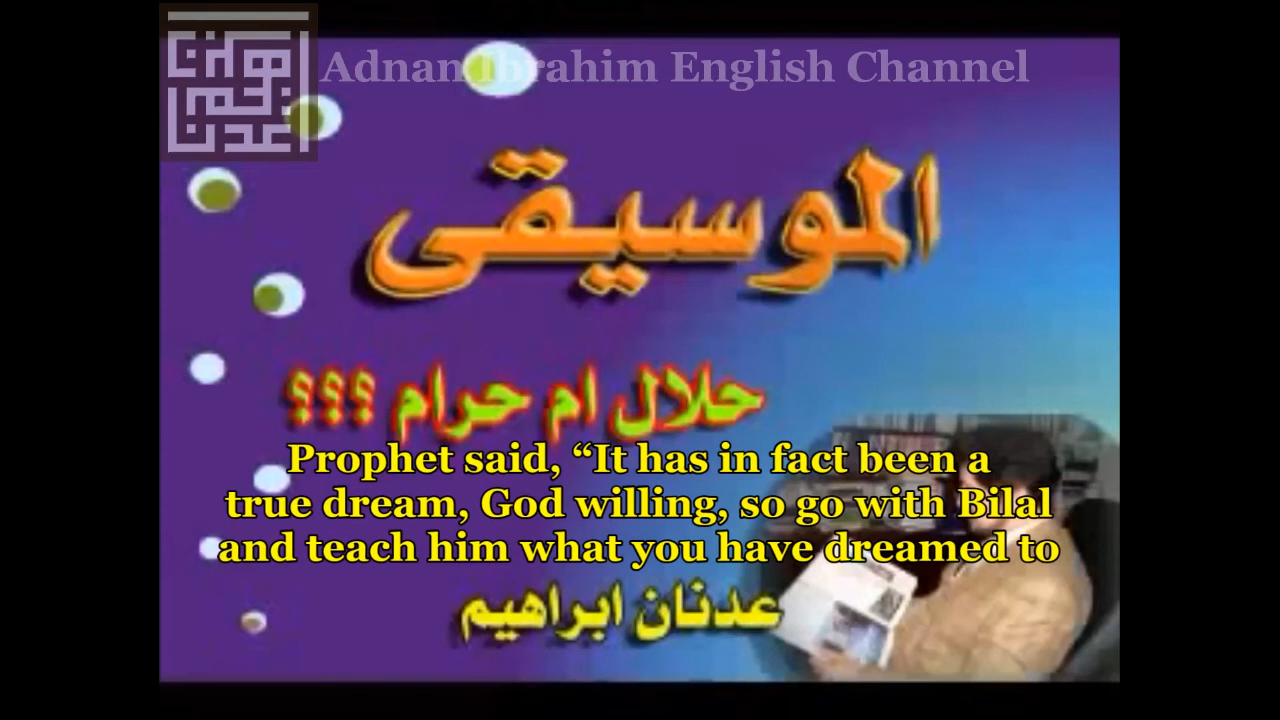 Adnan Ibrahim English Channel
الموسيقى
حلال ام حرام ؟؟؟
Prophet said, “It has in fact been a
true dream, God willing, so go with Bilal
and teach him what you have dreamed to
عدنان ابراهيم